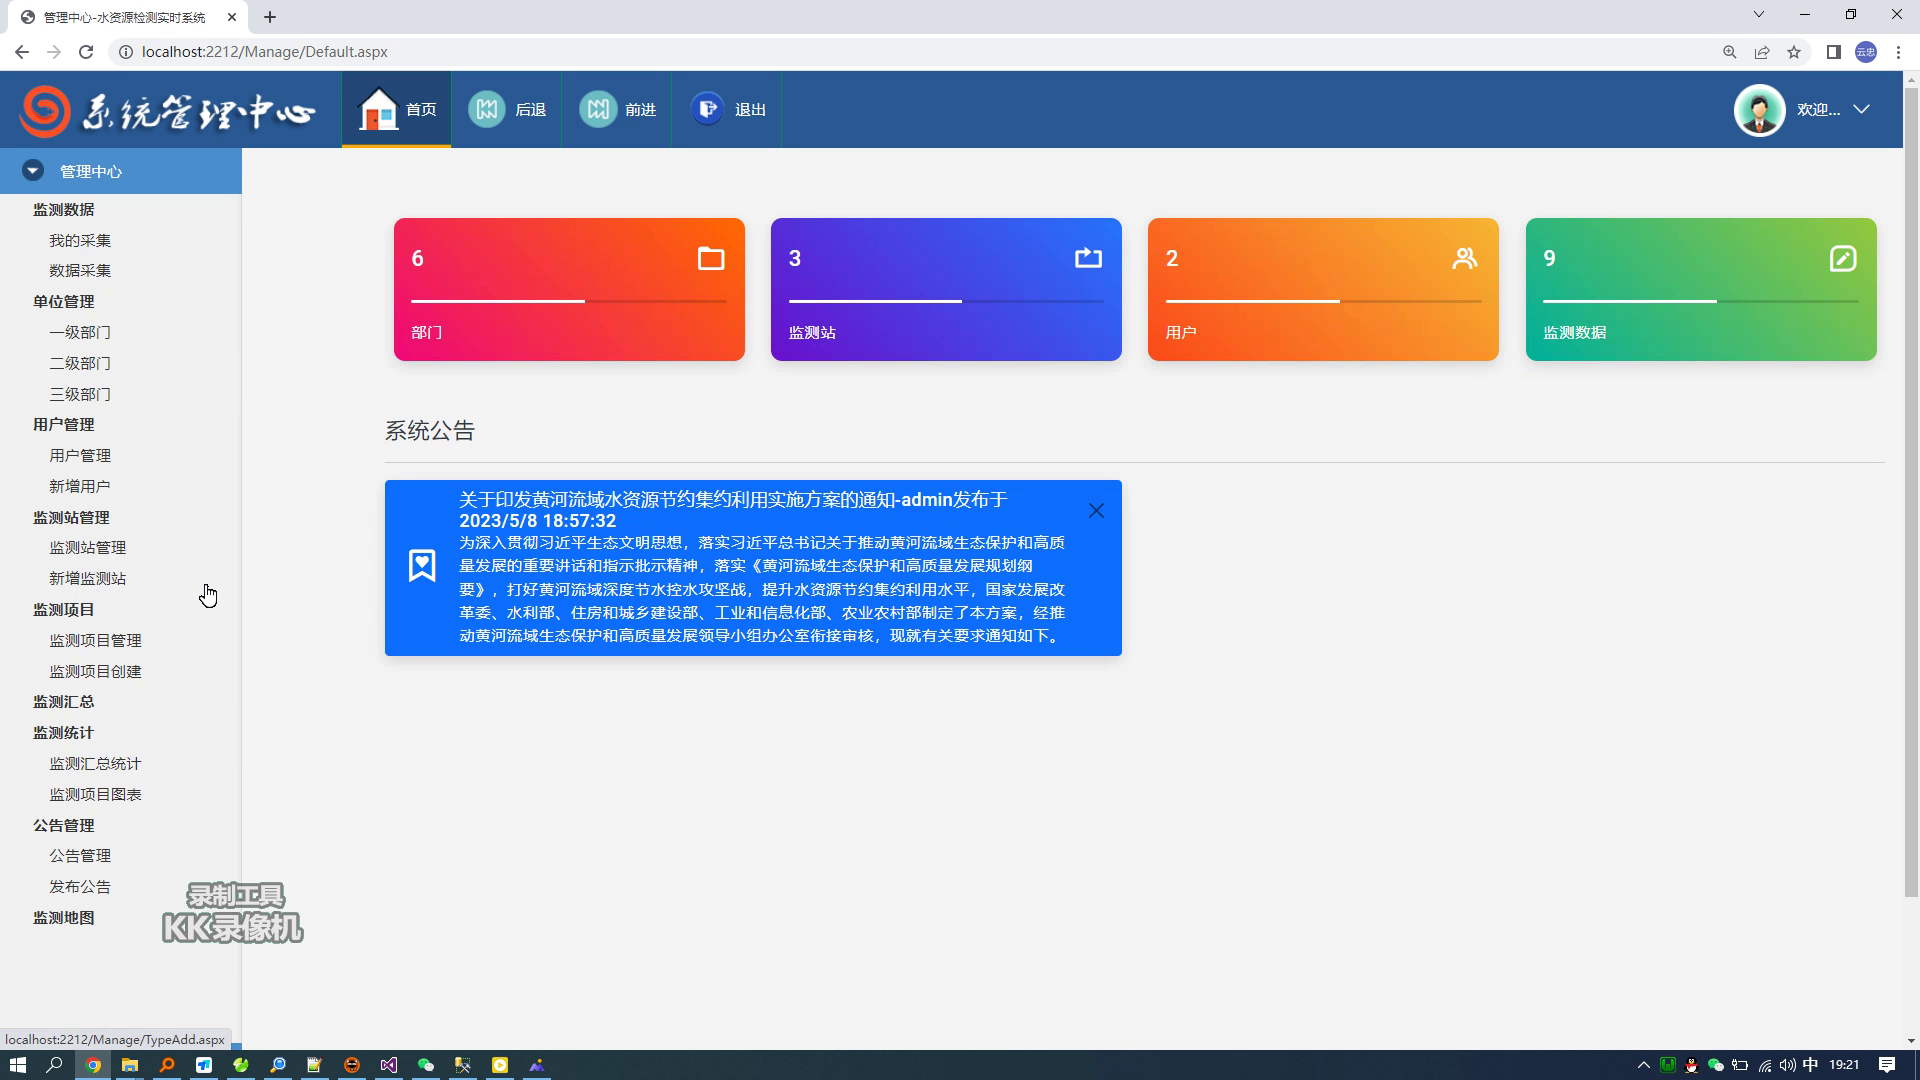 管理中心-水资源检测实时系统
localhost:2212/Manage/Default.aspx
云忠
系统管理中心
首页
后退
前进
退出
欢迎...
管理中心
监测数据
我的采集
数据采集
单位管理
一级部门
二级部门
三级部门
用户管理
用户管理
新增用户
监测站管理
监测站管理
新增监测站
监测项目
监测项目管理
监测项目创建
监测汇总
监测统计
监测汇总统计
监测项目图表
公告管理
公告管理
发布公告
监测地图
6
部门
3
监测站
2
用户
9
监测数据
系统公告
关于印发黄河流域水资源节约集约利用实施方案的通知-admin发布于
2023/5/8 18:57:32
为深入贯彻习近平生态文明思想，落实习近平总书记关于推动黄河流域生态保护和高质
量发展的重要讲话和指示批示精神，落实《黄河流域生态保护和高质量发展规划纲
要》，打好黄河流域深度节水控水攻坚战，提升水资源节约集约利用水平，国家发展改
革委、水利部、住房和城乡建设部、工业和信息化部、农业农村部制定了本方案，经推
动黄河流域生态保护和高质量发展领导小组办公室衔接审核，现就有关要求通知如下。
录制工具
KK录像机
localhost:2212/Manage/TypeAdd.aspx
中
19:21